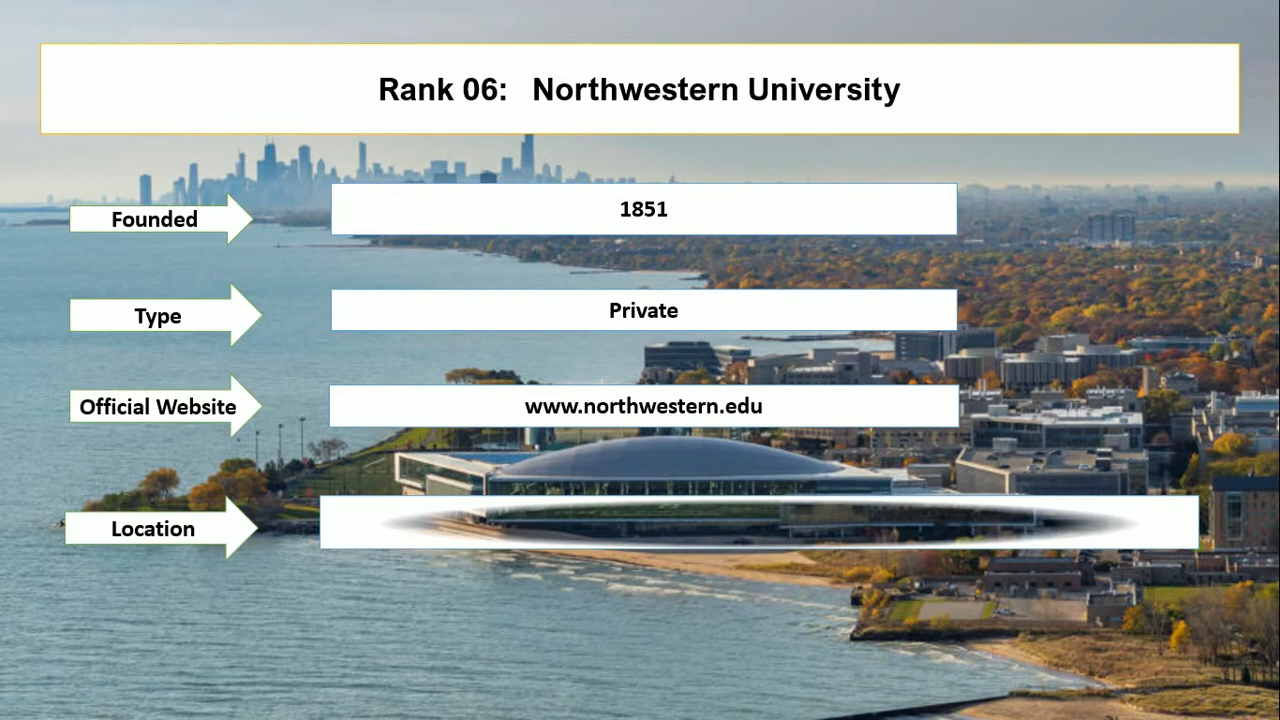 Rank 06: Northwestern University
Founded
1851
Type
Private
Official Website
www.northwestern.edu
Location